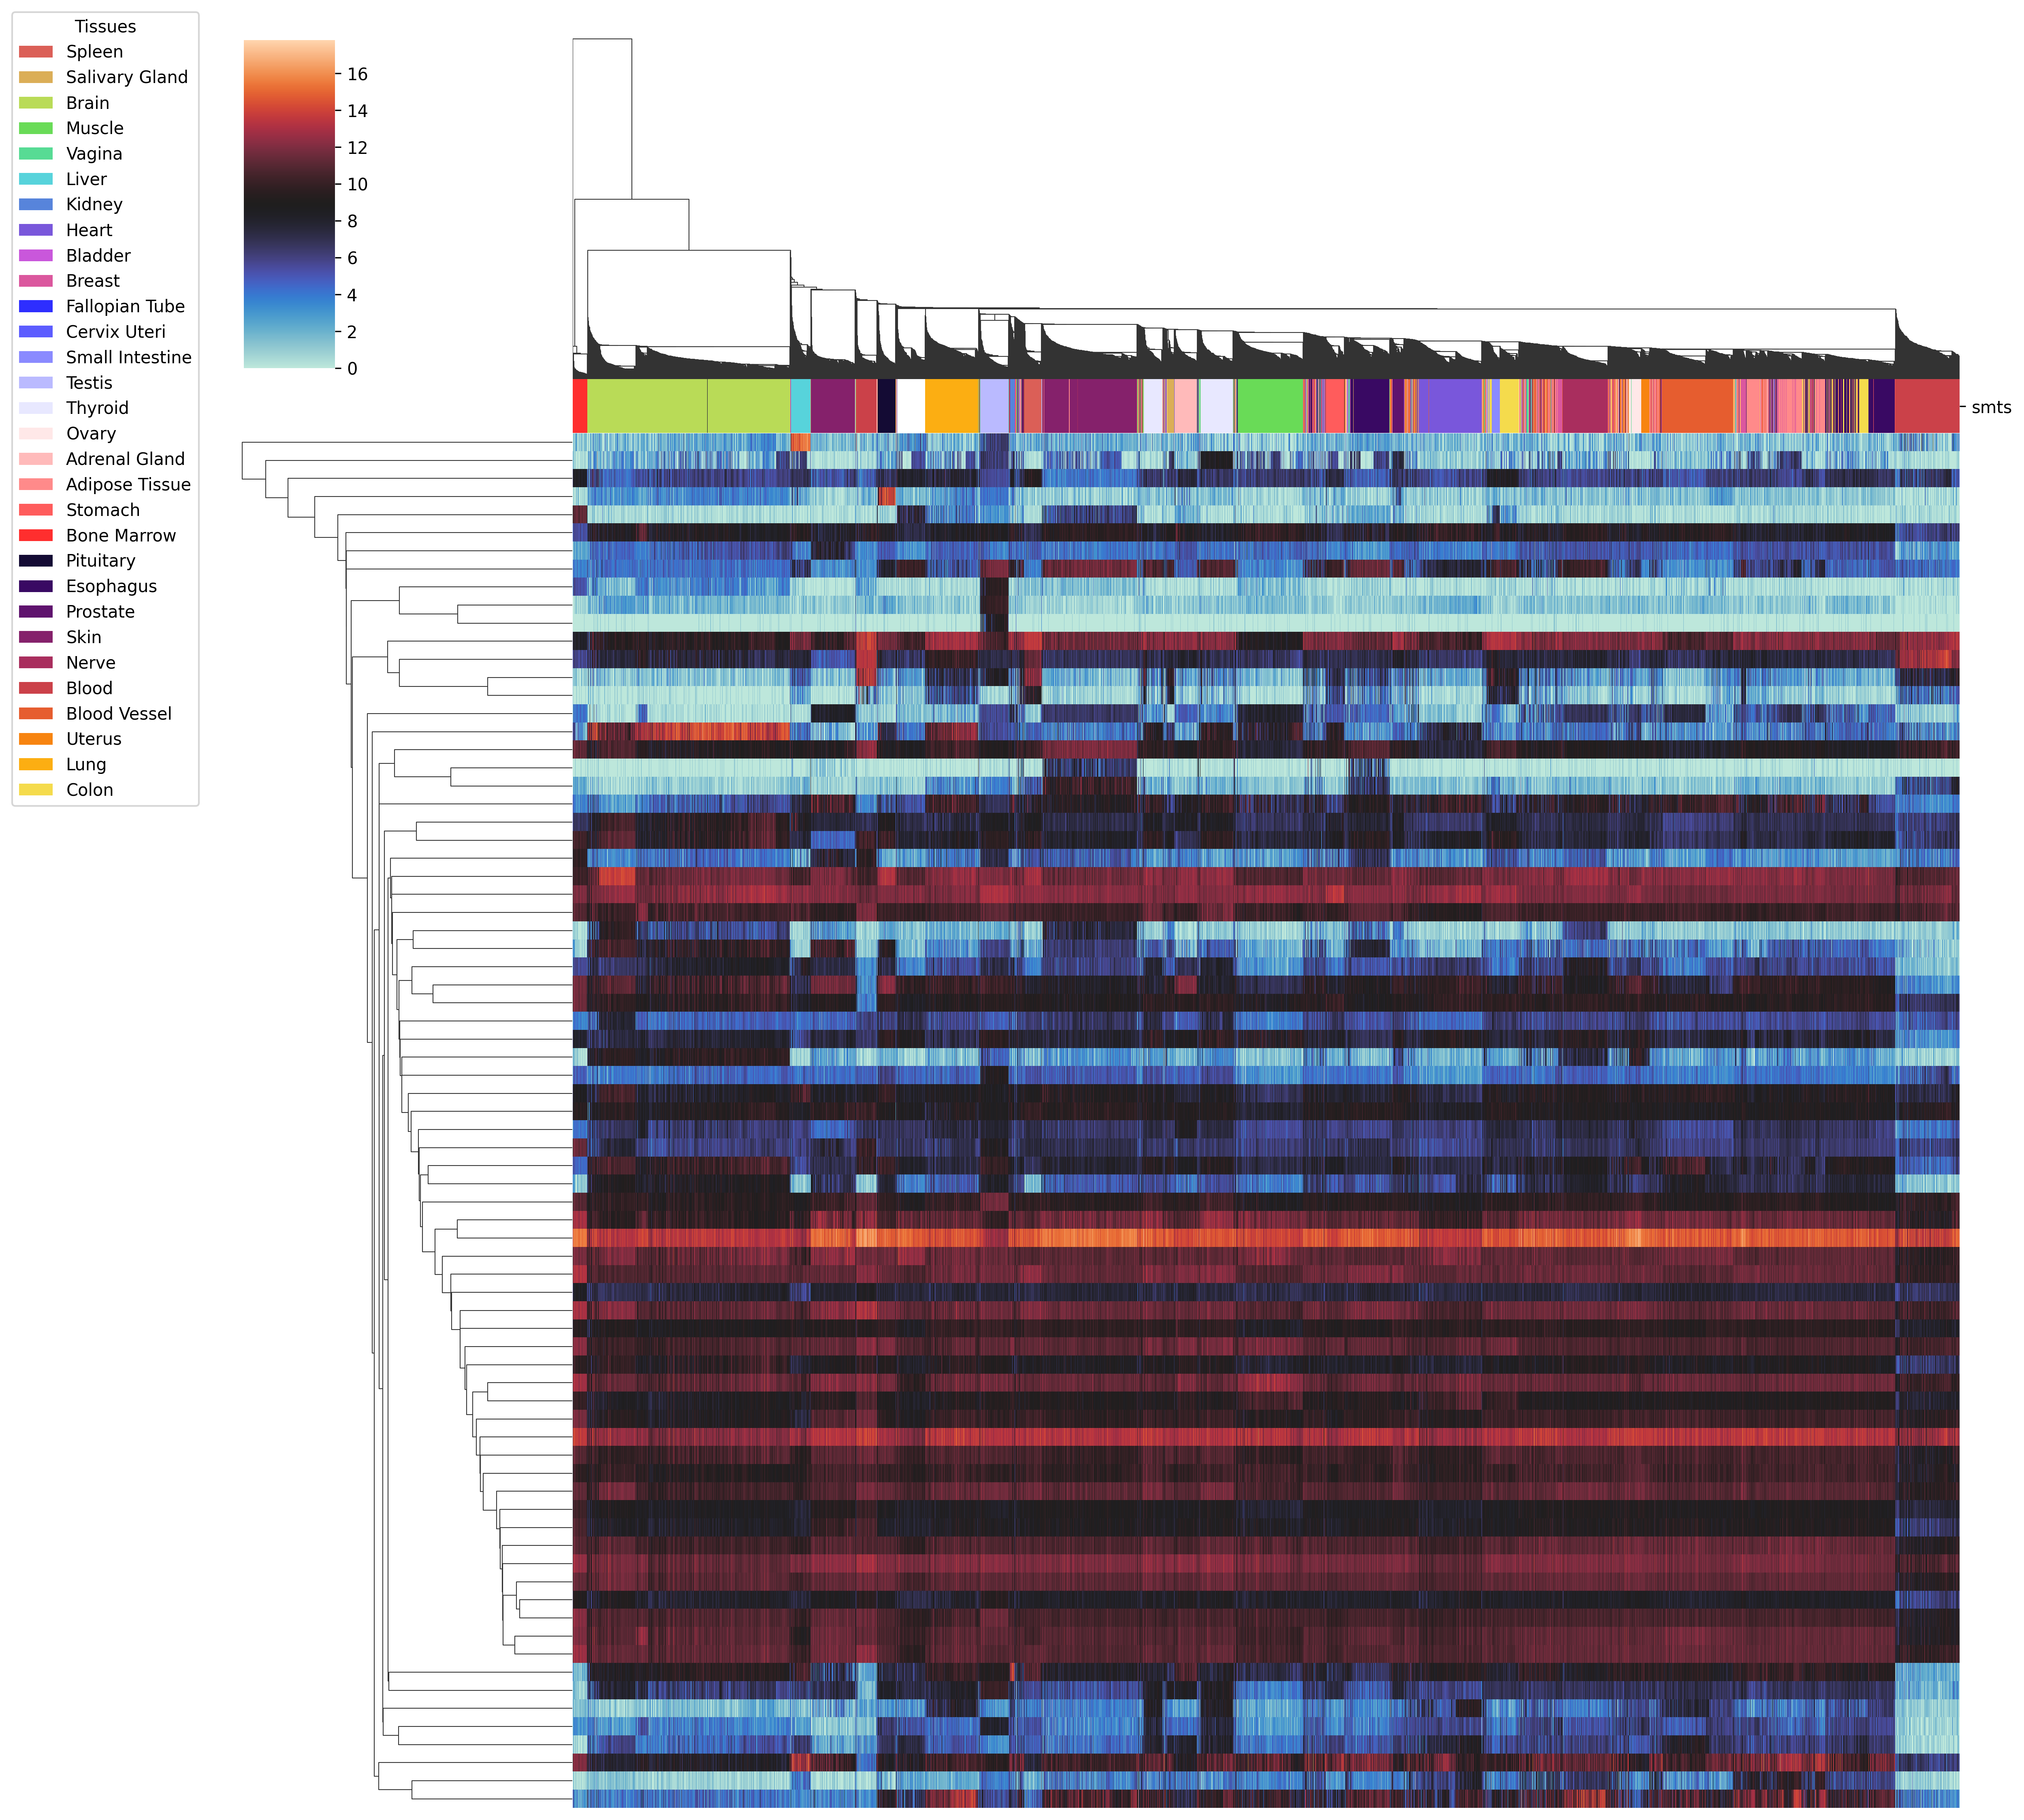 Tissues
Spleen
Salivary Gland
Brain
Muscle
Vagina
Liver
Kidney
Heart
Bladder
Breast
Fallopian Tube
Cervix Uteri
Small Intestine
Testis
Thyroid
Ovary
Adrenal Gland
Adipose Tissue
Stomach
Bone Marrow
Pituitary
Esophagus
Prostate
Skin
Nerve
Blood
Blood Vessel
Uterus
Lung
Colon
16
14
12
10
8
6
4
2
0
smts